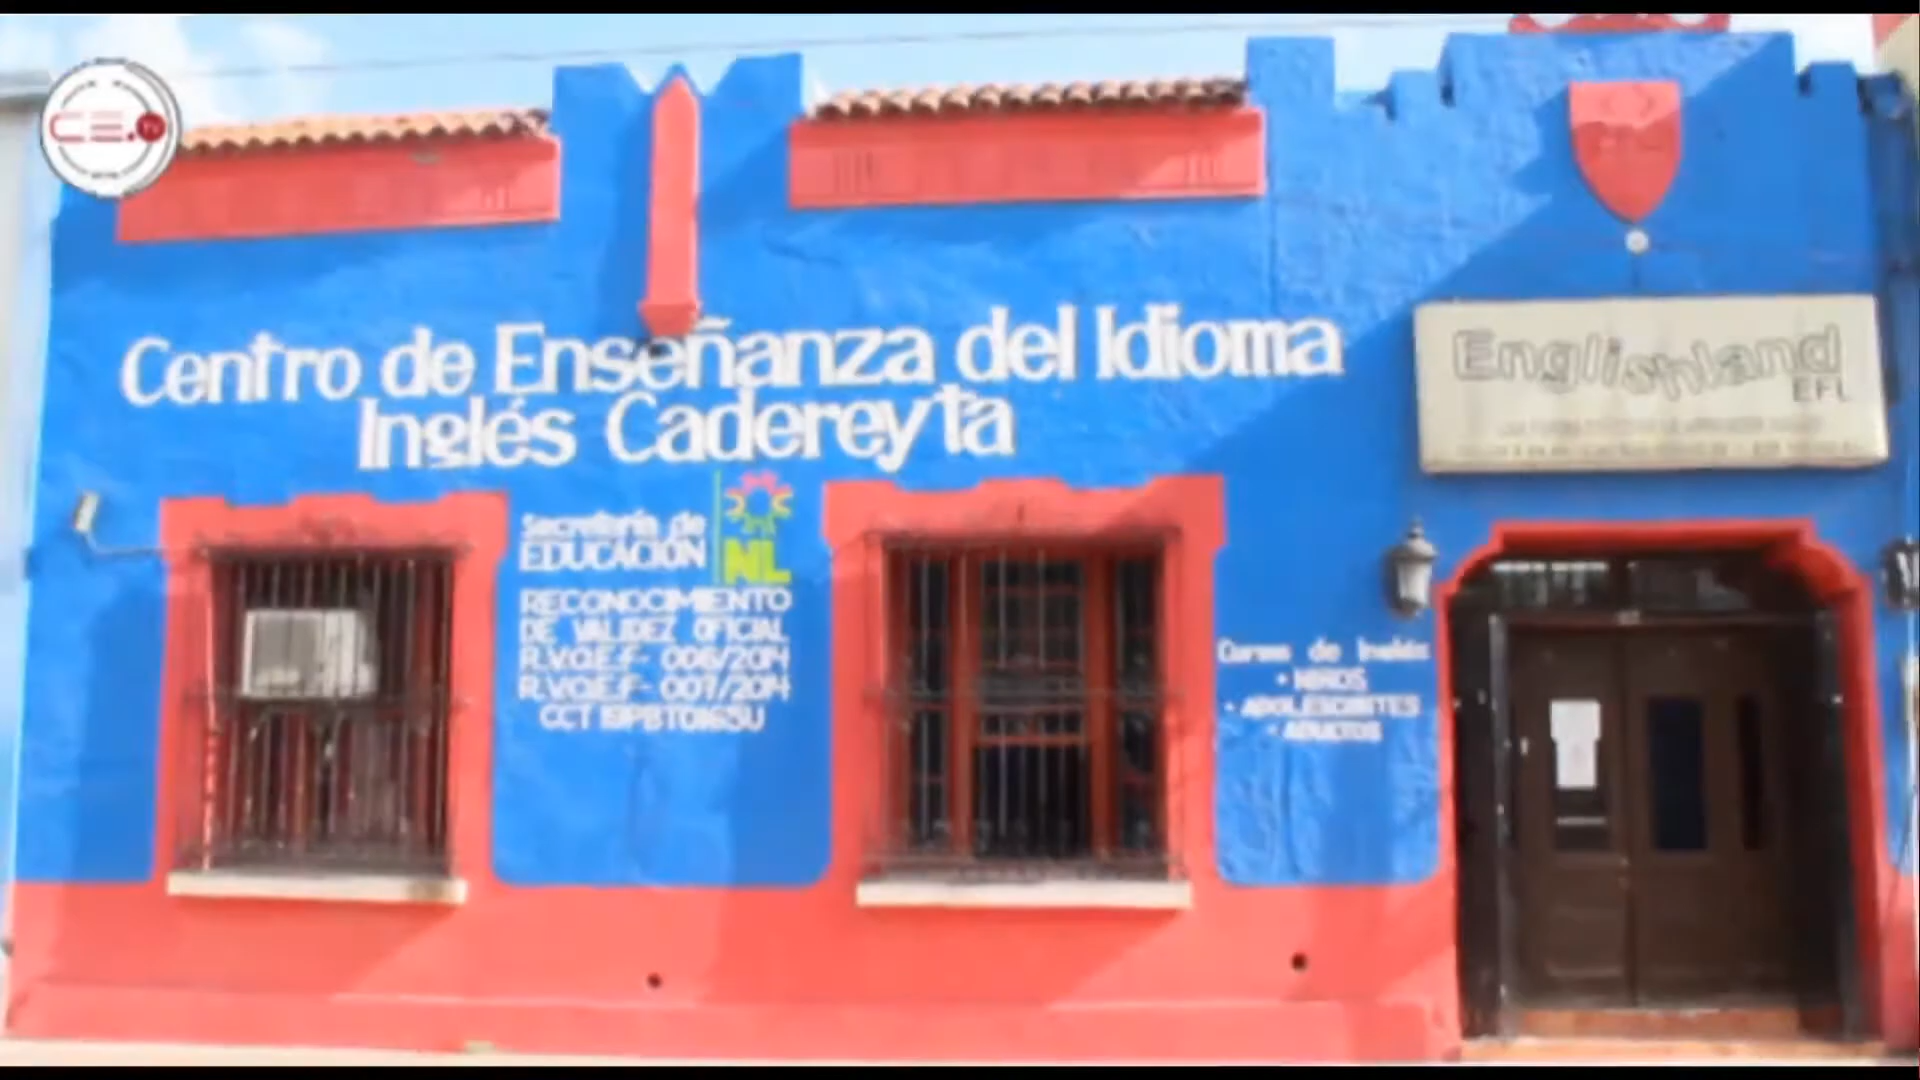 CE.TV
Centro de Enseñanza del Idioma
Inglés Cadereyta
Englishland
EFL
Secretaría de
EDUCACIÓN
NL
RECONOCIMIENTO
DE VALIDEZ OFICIAL
R.V.O.E.F- 006/2014
R.V.O.E.F- 007/2014
Cursos de Inglés
• NIÑOS
• ADOLESCENTES
• ADULTOS